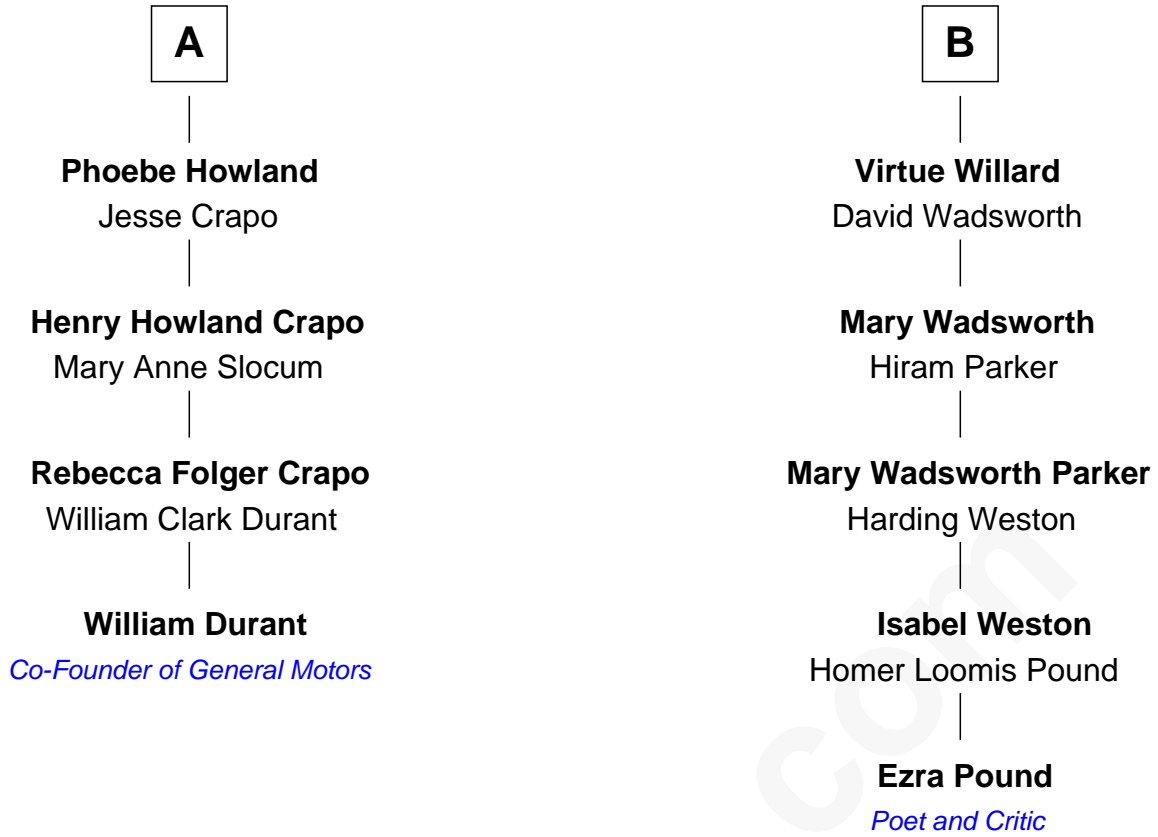 A
Phoebe Howland
Jesse Crapo
Henry Howland Crapo
Mary Anne Slocum
Rebecca Folger Crapo
William Clark Durant
William Durant
Co-Founder of General Motors
B
Virtue Willard
David Wadsworth
Mary Wadsworth
Hiram Parker
Mary Wadsworth Parker
Harding Weston
Isabel Weston
Homer Loomis Pound
Ezra Pound
Poet and Critic
com